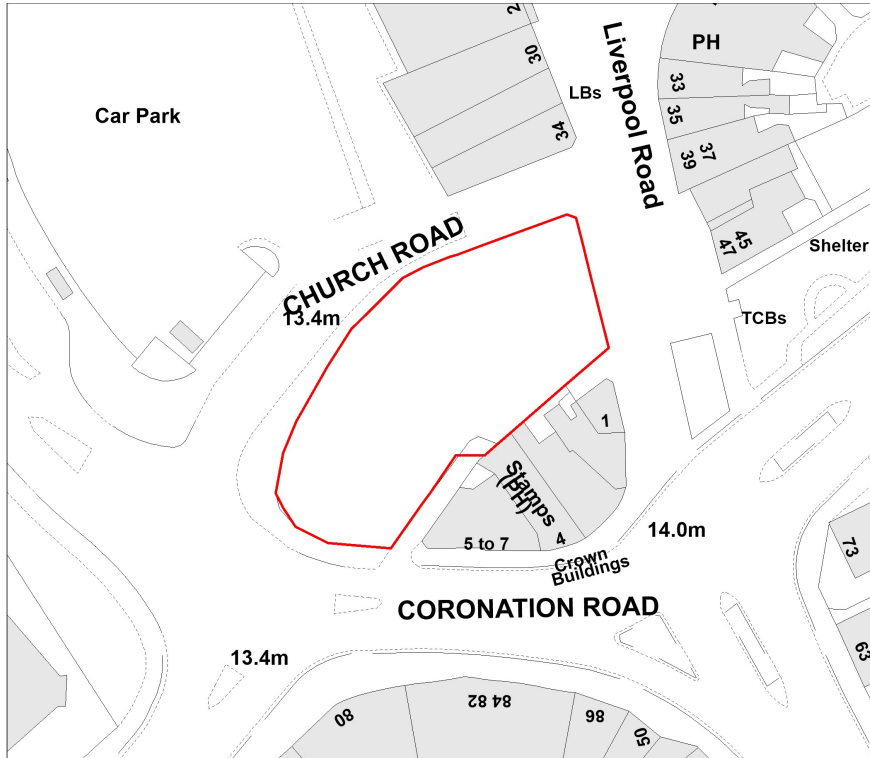 PH
30
Liverpool Road
33
LBs
35
Car Park
34
37
39
CHURCH ROAD
45
47
Shelter
13.4m
TCBs
1
Stamps
(PH)
14.0m
4
5 to 7
Crown
Buildings
73
CORONATION ROAD
13.4m
63
84 82
80
86
50